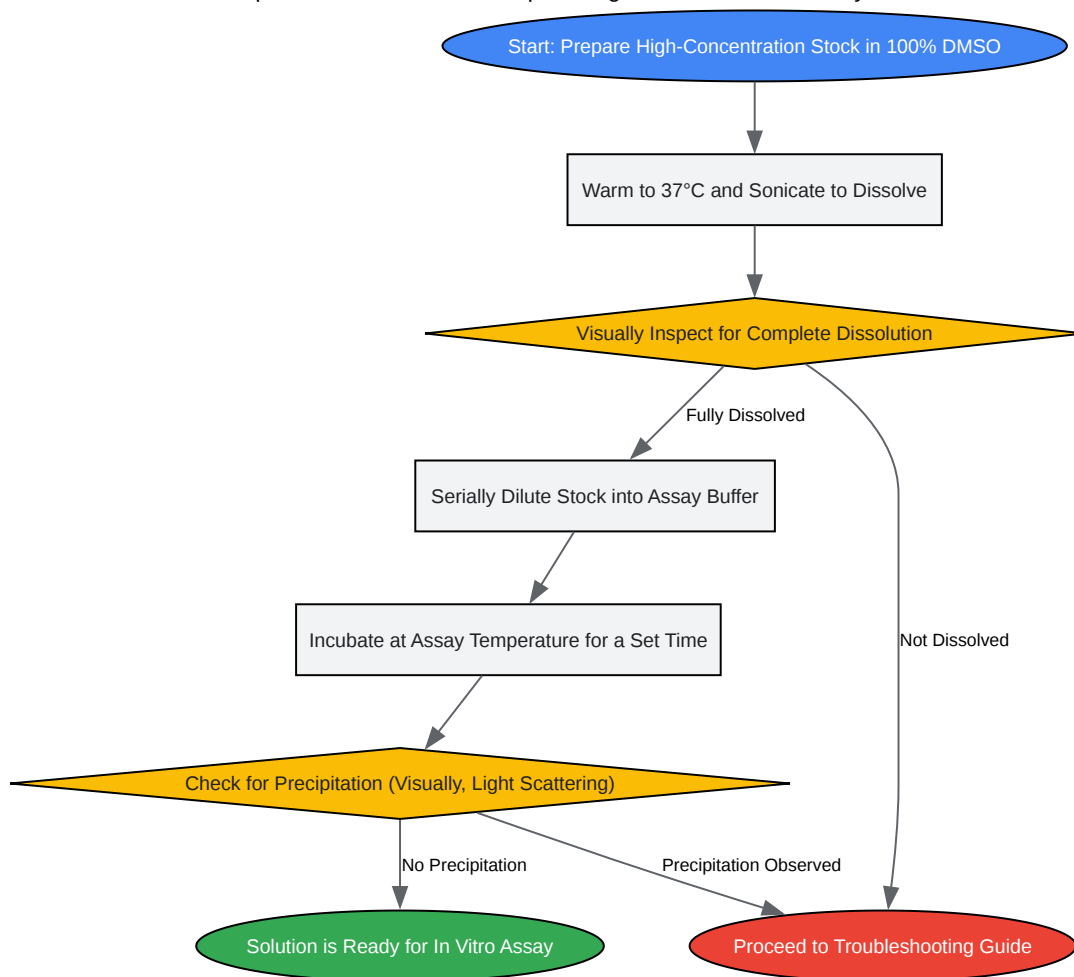 Start: Prepare High-Concentration Stock in 100% DMSO
Warm to 37°C and Sonicate to Dissolve
Visually Inspect for Complete Dissolution
Fully Dissolved
Serially Dilute Stock into Assay Buffer
Incubate at Assay Temperature for a Set Time
Not Dissolved
Check for Precipitation (Visually, Light Scattering)
No Precipitation
Precipitation Observed
Solution is Ready for In Vitro Assay
Proceed to Troubleshooting Guide